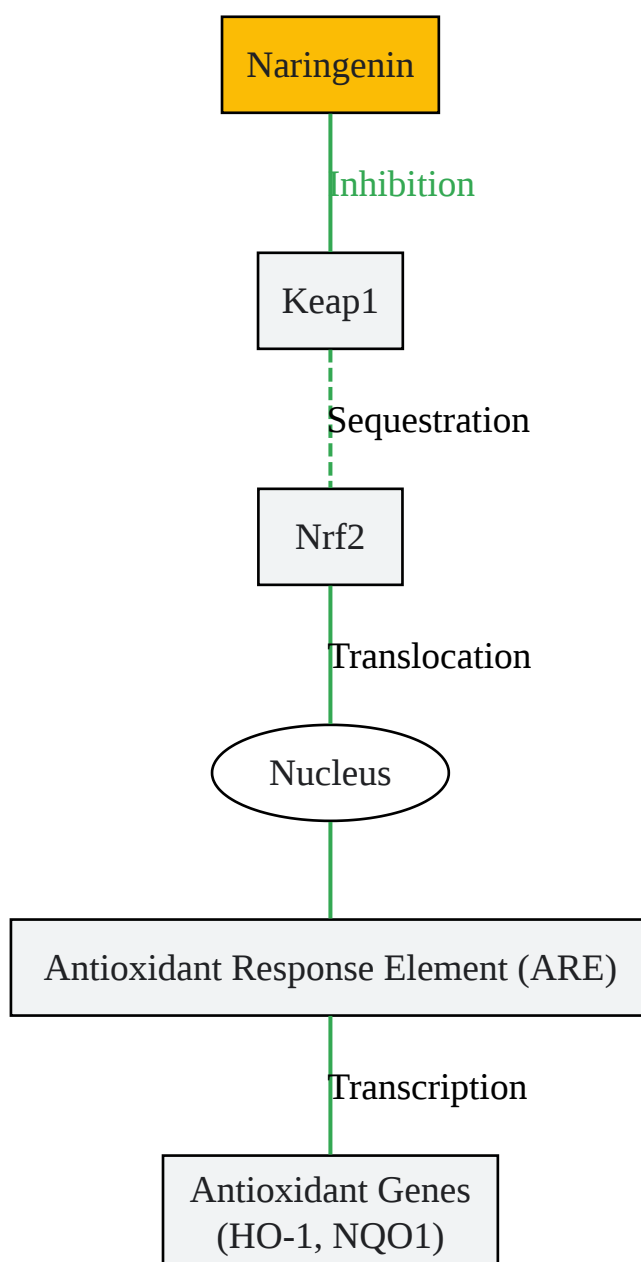 Naringenin
Inhibition
Keap1
Sequestration
Nrf2
Translocation
Nucleus
Antioxidant Response Element (ARE)
Transcription
Antioxidant Genes
(HO-1, NQO1)